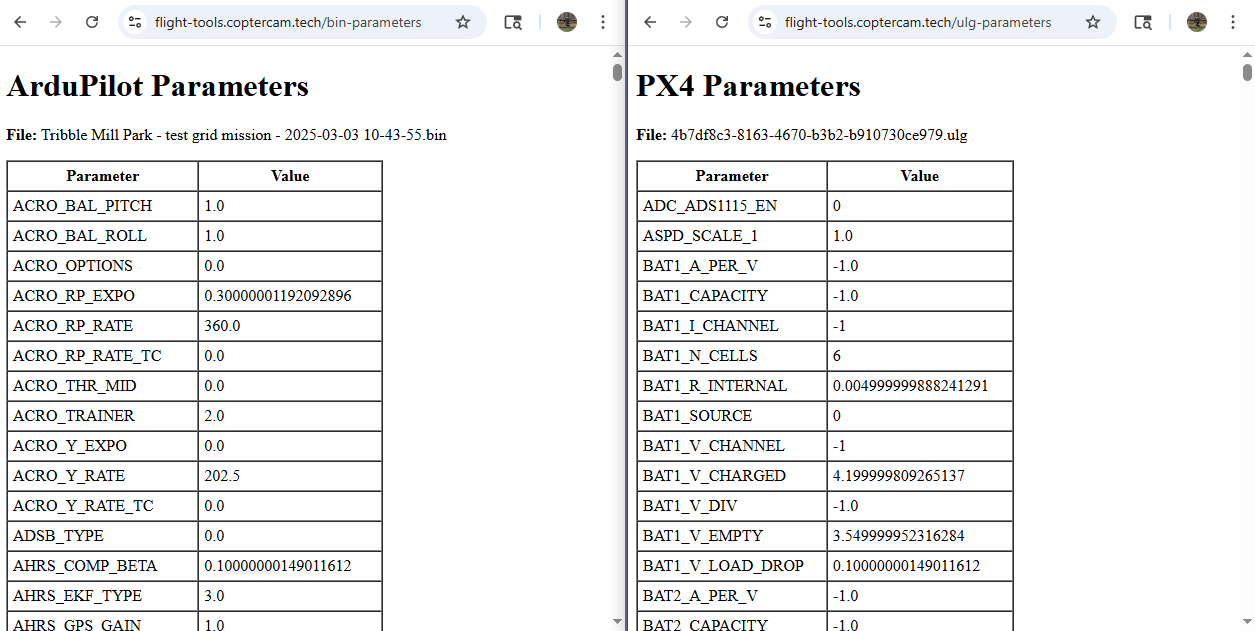 flight-tools.coptercam.tech/bin-parameters
ArduPilot Parameters
File: Tribble Mill Park - test grid mission - 2025-03-03 10-43-55.bin
Parameter Value
ACRO_BAL_PITCH 1.0
ACRO_BAL_ROLL 1.0
ACRO_OPTIONS 0.0
ACRO_RP_EXPO 0.30000001192092896
ACRO_RP_RATE 360.0
ACRO_RP_RATE_TC 0.0
ACRO_THR_MID 0.0
ACRO_TRAINER 2.0
ACRO_Y_EXPO 0.0
ACRO_Y_RATE 202.5
ACRO_Y_RATE_TC 0.0
ADSB_TYPE 0.0
AHRS_COMP_BETA 0.10000000149011612
AHRS_EKF_TYPE 3.0
AHRS_GPS_GAIN 1.0
flight-tools.coptercam.tech/ulg-parameters
PX4 Parameters
File: 4b7df8c3-8163-4670-b3b2-b910730ce979.ulg
Parameter Value
ADC_ADS1115_EN 0
ASPD_SCALE_1 1.0
BAT1_A_PER_V -1.0
BAT1_CAPACITY -1.0
BAT1_I_CHANNEL -1
BAT1_N_CELLS 6
BAT1_R_INTERNAL 0.004999999888241291
BAT1_SOURCE 0
BAT1_V_CHANNEL -1
BAT1_V_CHARGED 4.199999809265137
BAT1_V_DIV -1.0
BAT1_V_EMPTY 3.549999952316284
BAT1_V_LOAD_DROP 0.10000000149011612
BAT2_A_PER_V -1.0
BAT2_CAPACITY -1.0